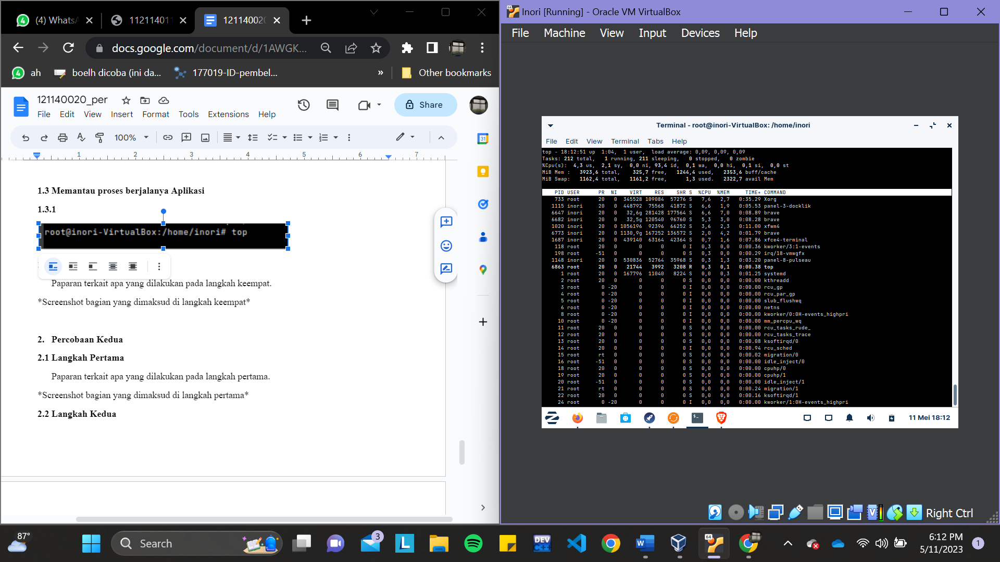 (4) WhatsA
112114011
12114002
docs.google.com/document/d/1AWGK...
ah
boelh dicoba (ini da...
177019-ID-pembel...
»
Other bookmarks
121140020_per
Share
File Edit View Insert Format Tools Extensions Help
100%
1 2 3 4 5 6 7
1.3 Memantau proses berjalanya Aplikasi
1.3.1
root@inori-VirtualBox:/home/inori# top
Paparan terkait apa yang dilakukan pada langkah keempat.
*Screenshot bagian yang dimaksud di langkah keempat*
2. Percobaan Kedua
2.1 Langkah Pertama
Paparan terkait apa yang dilakukan pada langkah pertama.
*Screenshot bagian yang dimaksud di langkah pertama*
2.2 Langkah Kedua
31
Inori [Running] - Oracle VM VirtualBox
File Machine View Input Devices Help
Terminal - root@inori-VirtualBox: /home/inori
File Edit View Terminal Tabs Help
top - 18:12:51 up 1:04, 1 user, load average: 0,09, 0,09, 0,09
Tasks: 212 total, 1 running, 211 sleeping, 0 stopped, 0 zombie
%Cpu(s): 4,3 us, 2,1 sy, 0,0 ni, 93,4 id, 0,1 wa, 0,0 hi, 0,1 si, 0,0 st
MiB Mem : 3923,6 total, 325,7 free, 1244,4 used, 2353,6 buff/cache
MiB Swap: 1162,4 total, 1161,2 free, 1,3 used. 2322,7 avail Mem
PID USER PR NI VIRT RES SHR S %CPU %MEM TIME+ COMMAND
733 root 20 0 345528 109084 57276 S 7,6 2,7 0:35.29 Xorg
1115 inori 20 0 448792 75568 41872 S 6,6 1,9 0:05.53 panel-3-docklik
6647 inori 20 0 32,6g 281428 177564 S 6,6 7,0 0:08.89 brave
6682 inori 20 0 32,5g 120540 96760 S 5,3 3,0 0:08.28 brave
1020 inori 20 0 1056196 92396 66252 S 3,6 2,3 0:11.00 xfwm4
6773 inori 20 0 1130,9g 167252 136572 S 2,0 4,2 0:01.79 brave
1687 inori 20 0 439140 63164 42364 S 0,7 1,6 0:07.86 xfce4-terminal
118 root 20 0 0 0 0 I 0,3 0,0 0:00.36 kworker/3:1-events
198 root -51 0 0 0 0 S 0,3 0,0 0:00.29 irq/18-vmwgfx
1148 inori 20 0 530836 52764 35968 S 0,3 1,3 0:03.20 panel-8-pulseau
6863 root 20 0 21744 3992 3208 R 0,3 0,1 0:00.38 top
1 root 20 0 167796 11040 8224 S 0,0 0,3 0:01.25 systemd
2 root 20 0 0 0 0 S 0,0 0,0 0:00.00 kthreadd
3 root 0 -20 0 0 0 I 0,0 0,0 0:00.00 rcu_gp
4 root 0 -20 0 0 0 I 0,0 0,0 0:00.00 rcu_par_gp
5 root 0 -20 0 0 0 I 0,0 0,0 0:00.00 slub_flushwq
6 root 0 -20 0 0 0 I 0,0 0,0 0:00.00 netns
8 root 0 -20 0 0 0 I 0,0 0,0 0:00.00 kworker/0:0H-events_highpri
10 root 0 -20 0 0 0 I 0,0 0,0 0:00.00 mm_percpu_wq
11 root 20 0 0 0 0 S 0,0 0,0 0:00.00 rcu_tasks_rude_
12 root 20 0 0 0 0 S 0,0 0,0 0:00.00 rcu_tasks_trace
13 root 20 0 0 0 0 S 0,0 0,0 0:00.08 ksoftirqd/0
14 root 20 0 0 0 0 I 0,0 0,0 0:00.94 rcu_sched
15 root rt 0 0 0 0 S 0,0 0,0 0:00.02 migration/0
16 root -51 0 0 0 0 S 0,0 0,0 0:00.00 idle_inject/0
18 root 20 0 0 0 0 S 0,0 0,0 0:00.00 cpuhp/0
19 root 20 0 0 0 0 S 0,0 0,0 0:00.00 cpuhp/1
20 root -51 0 0 0 0 S 0,0 0,0 0:00.00 idle_inject/1
21 root rt 0 0 0 0 S 0,0 0,0 0:00.24 migration/1
22 root 20 0 0 0 0 S 0,0 0,0 0:00.16 ksoftirqd/1
24 root 0 -20 0 0 0 I 0,0 0,0 0:00.00 kworker/1:0H-events_highpri
11 Mei 18:12
Right Ctrl
87°
Search
3
L
DEV C++
W
64
6:12 PM
5/11/2023
1